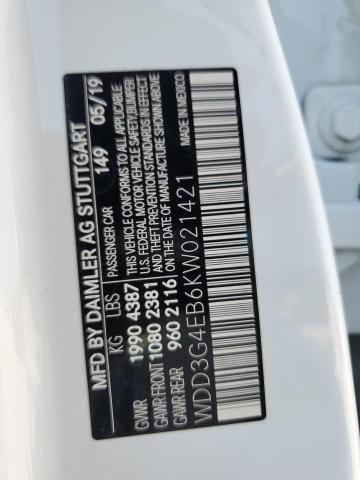 MFD BY DAIMLER AG STUTTGART
149 05/19
PASSENGER CAR
KG LBS
GVWR 1990 4387
GAWR FRONT 1080 2381
GAWR REAR 960 2116
THIS VEHICLE CONFORMS TO ALL APPLICABLE
U.S. FEDERAL MOTOR VEHICLE SAFETY, BUMPER
AND THEFT PREVENTION STANDARDS IN EFFECT
ON THE DATE OF MANUFACTURE SHOWN ABOVE.
MADE IN MEXICO
WDD3G4EB6KW021421